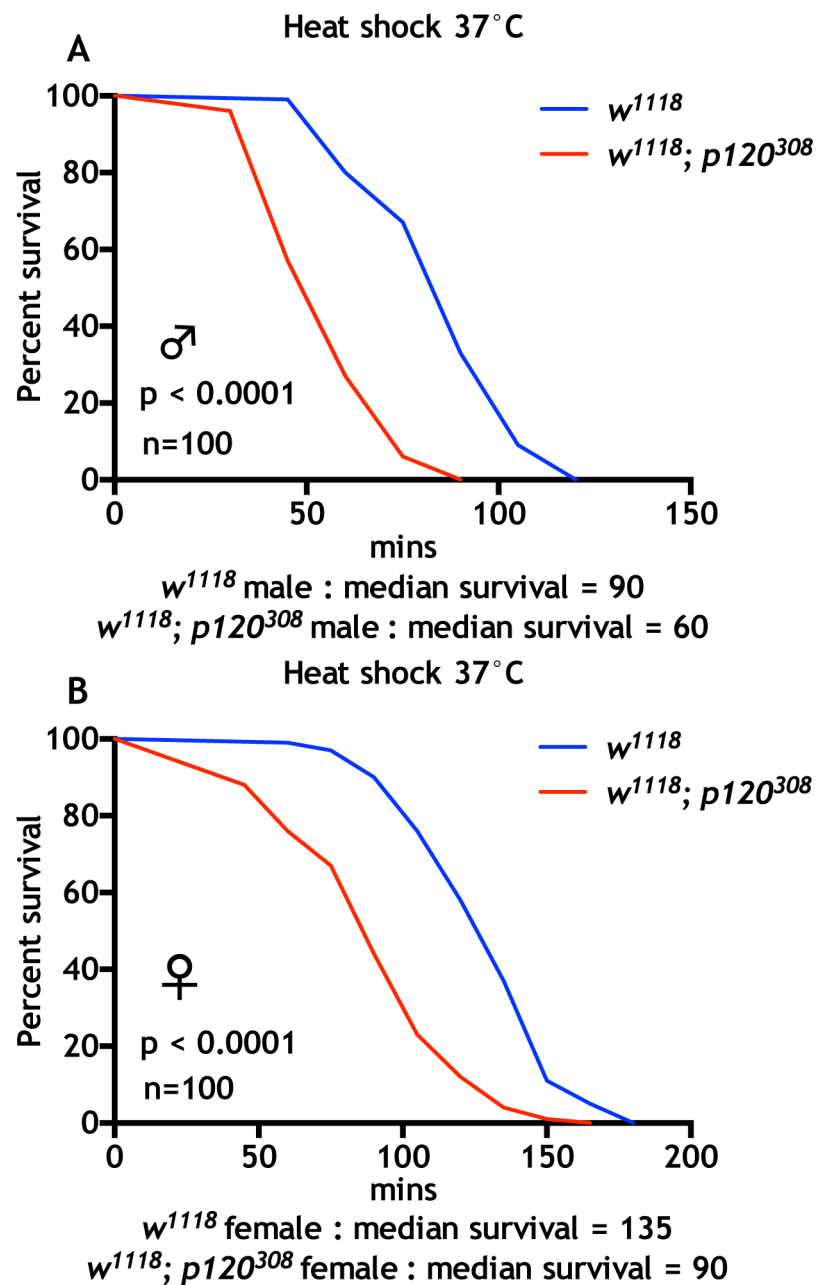 A
Heat shock 37°C
w¹¹¹⁸
w¹¹¹⁸; p120³⁰⁸
Percent survival
100
80
60
40
20
0
♂
p < 0.0001
n=100
0 50 100 150
mins
w¹¹¹⁸ male : median survival = 90
w¹¹¹⁸; p120³⁰⁸ male : median survival = 60
B
Heat shock 37°C
w¹¹¹⁸
w¹¹¹⁸; p120³⁰⁸
Percent survival
100
80
60
40
20
0
♀
p < 0.0001
n=100
0 50 100 150 200
mins
w¹¹¹⁸ female : median survival = 135
w¹¹¹⁸; p120³⁰⁸ female : median survival = 90